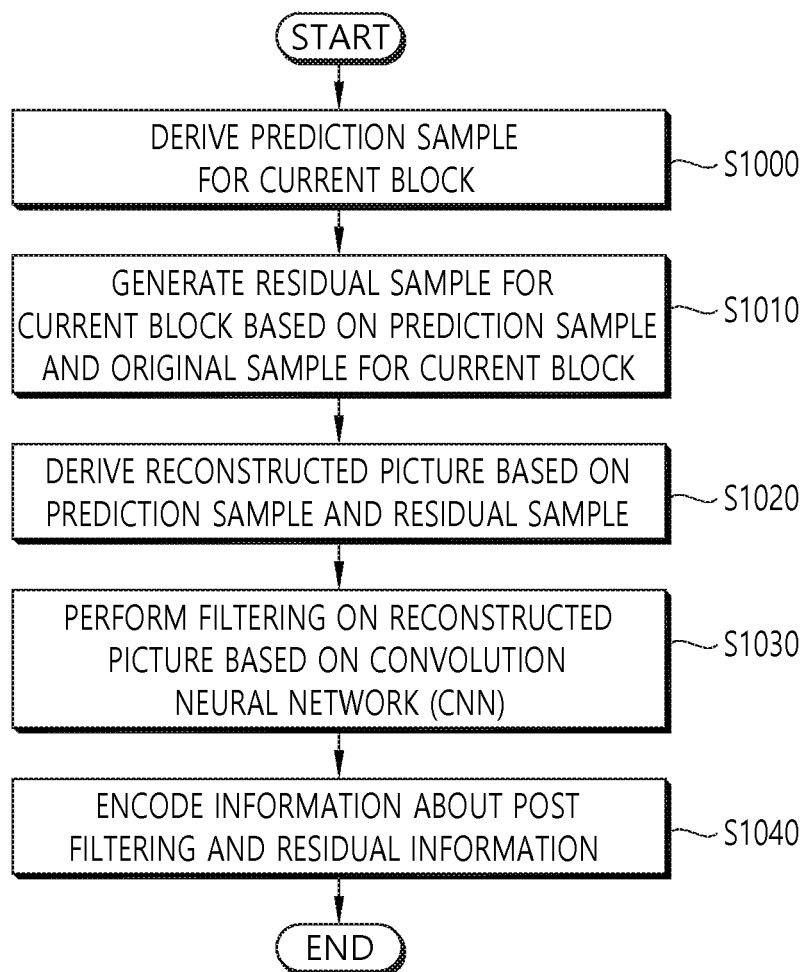 START
DERIVE PREDICTION SAMPLE
FOR CURRENT BLOCK
S1000
GENERATE RESIDUAL SAMPLE FOR
CURRENT BLOCK BASED ON PREDICTION SAMPLE
AND ORIGINAL SAMPLE FOR CURRENT BLOCK
S1010
DERIVE RECONSTRUCTED PICTURE BASED ON
PREDICTION SAMPLE AND RESIDUAL SAMPLE
S1020
PERFORM FILTERING ON RECONSTRUCTED
PICTURE BASED ON CONVOLUTION
NEURAL NETWORK (CNN)
S1030
ENCODE INFORMATION ABOUT POST
FILTERING AND RESIDUAL INFORMATION
S1040
END